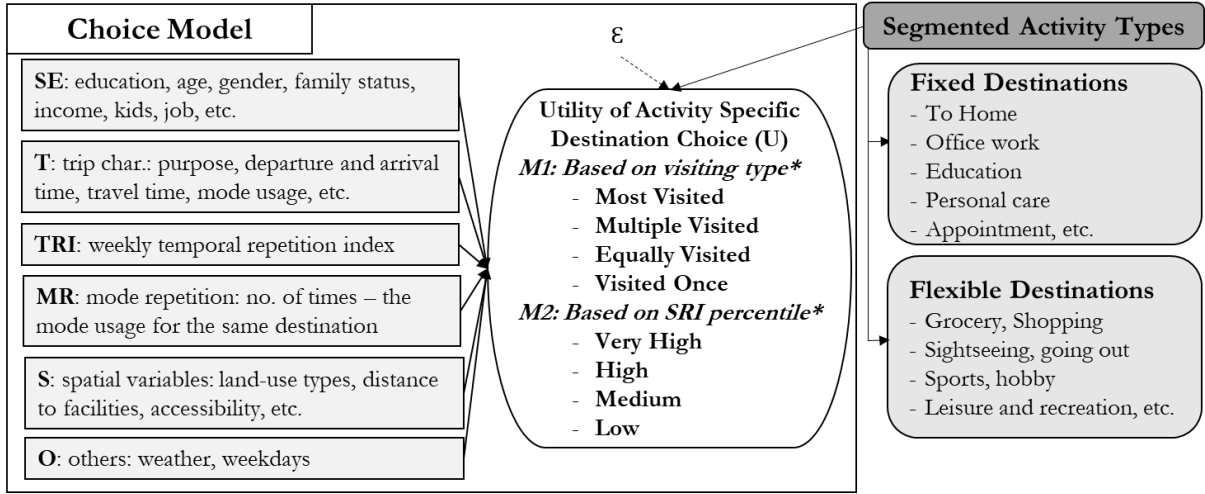 Choice Model
SE: education, age, gender, family status,
income, kids, job, etc.
T: trip char.: purpose, departure and arrival
time, travel time, mode usage, etc.
TRI: weekly temporal repetition index
MR: mode repetition: no. of times – the
mode usage for the same destination
S: spatial variables: land-use types, distance
to facilities, accessibility, etc.
O: others: weather, weekdays
ε
Utility of Activity Specific
Destination Choice (U)
M1: Based on visiting type*
- Most Visited
- Multiple Visited
- Equally Visited
- Visited Once
M2: Based on SRI percentile*
- Very High
- High
- Medium
- Low
Segmented Activity Types
Fixed Destinations
- To Home
- Office work
- Education
- Personal care
- Appointment, etc.
Flexible Destinations
- Grocery, Shopping
- Sightseeing, going out
- Sports, hobby
- Leisure and recreation, etc.